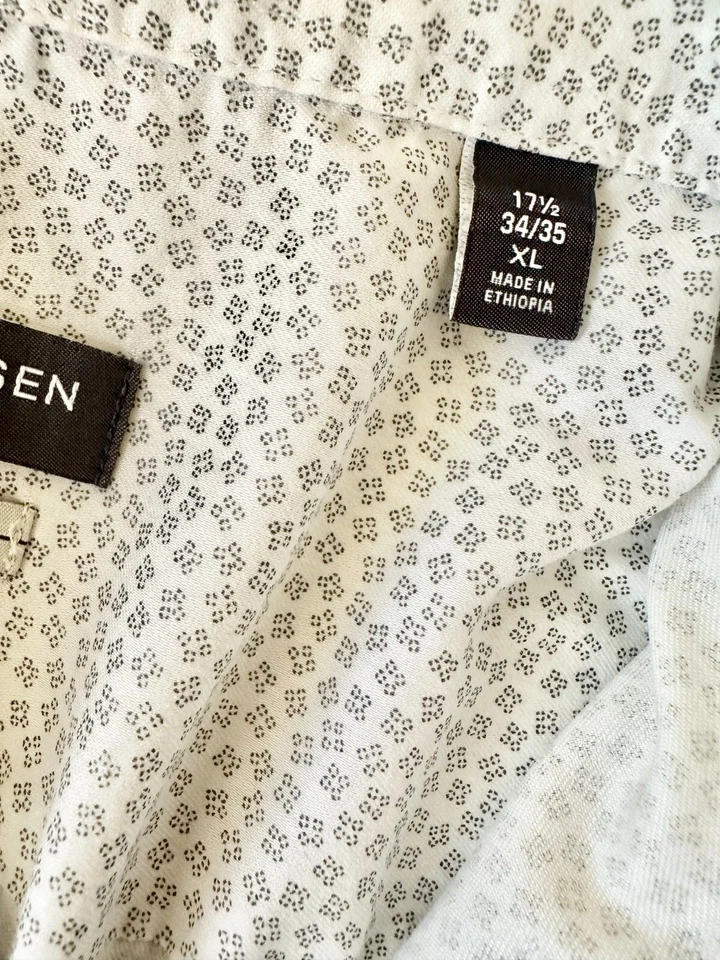 17½
34/35
XL
MADE IN
ETHIOPIA
SEN